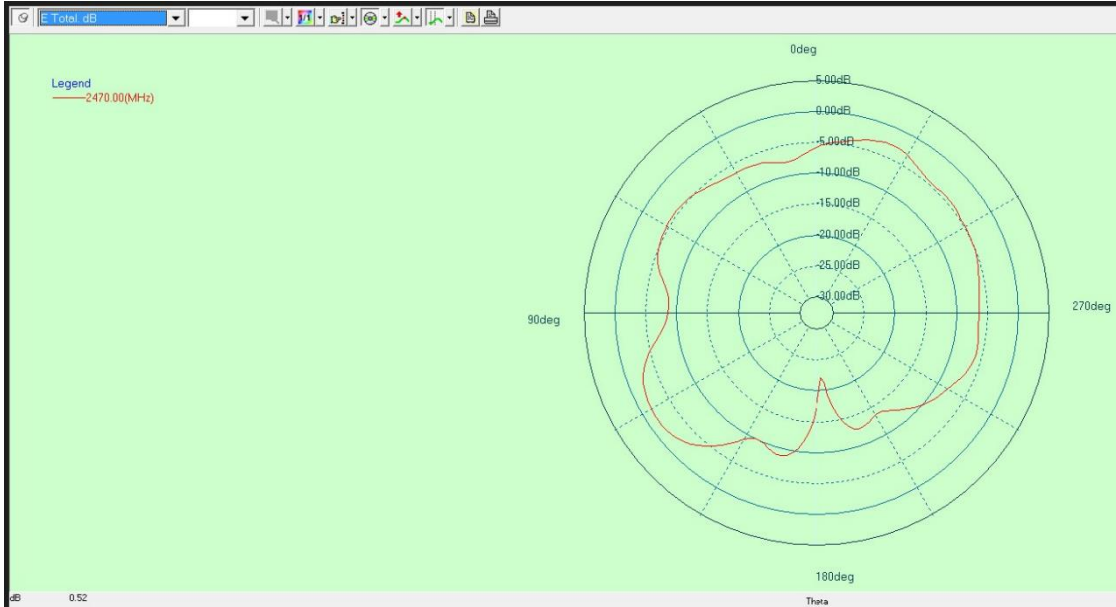 E Total. dB
0deg
Legend
2470.00(MHz)
5.00dB
0.00dB
-5.00dB
-10.00dB
-15.00dB
-20.00dB
-25.00dB
-30.00dB
90deg
270deg
180deg
dB 0.52
Theta